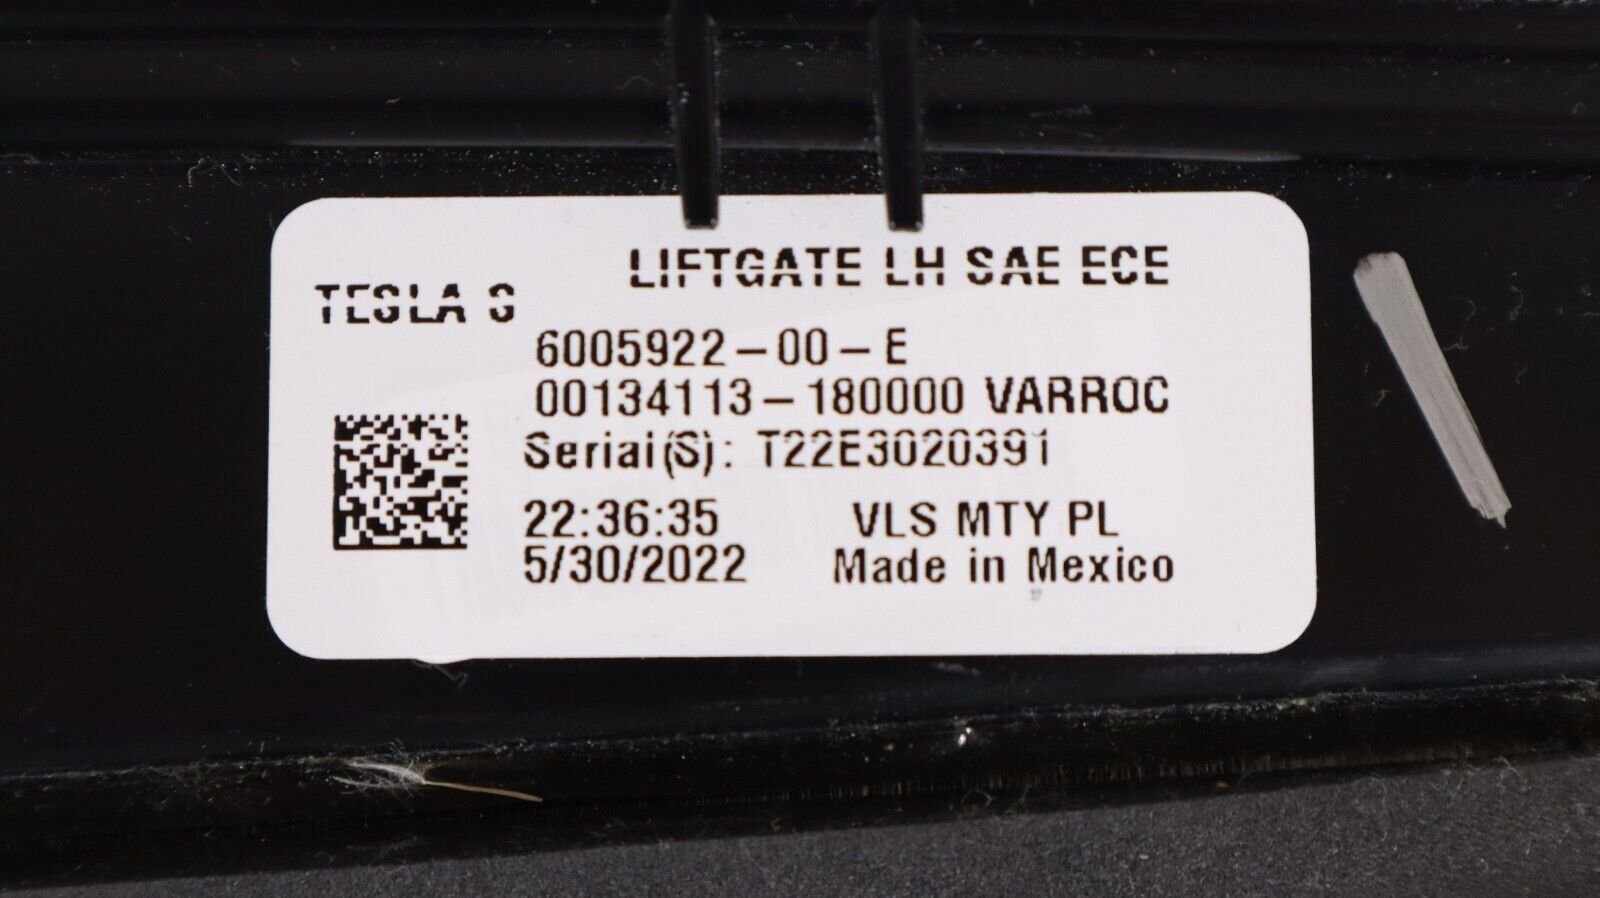 LIFTGATE LH SAE ECE
TESLA S
6005922-00-E
00134113-180000 VARROC
Serial(S): T22E3020391
22:36:35 VLS MTY PL
5/30/2022 Made in Mexico